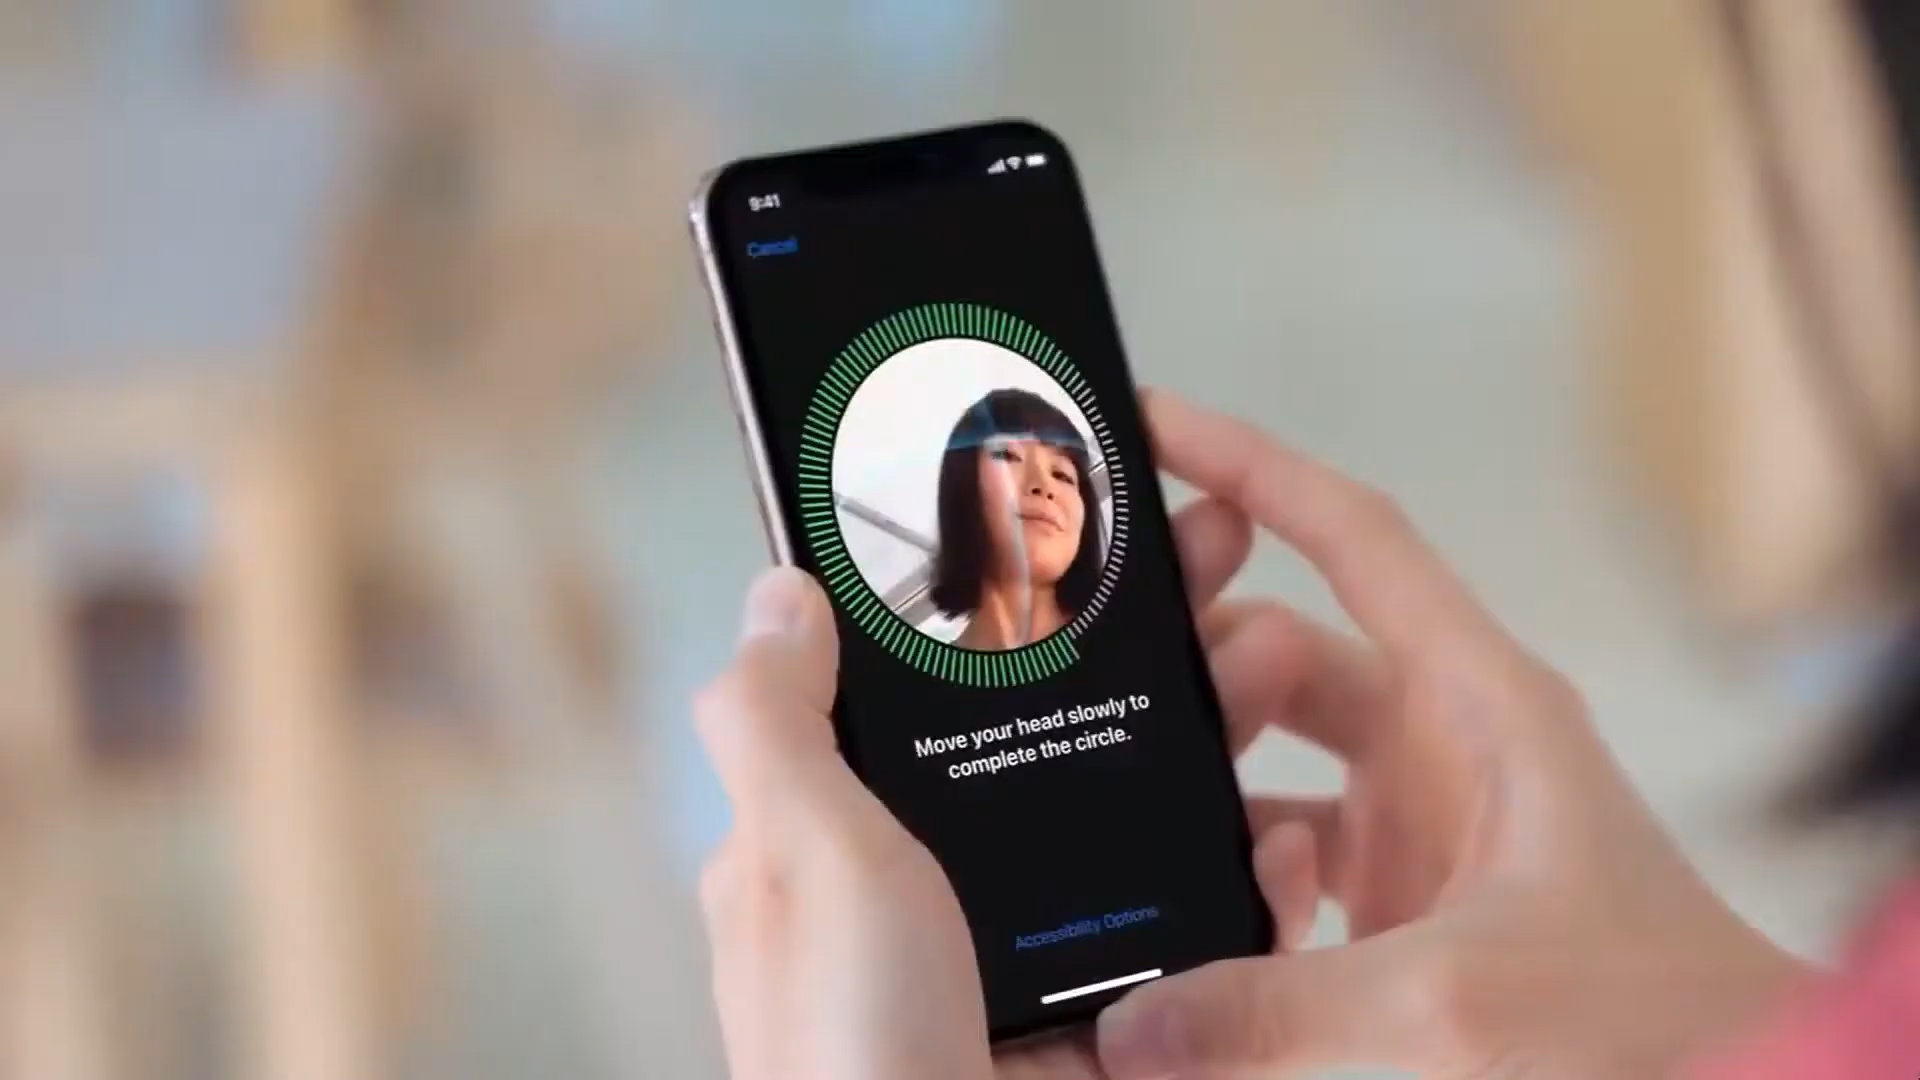 9:41
Cancel
Move your head slowly to
complete the circle.
Accessibility Options